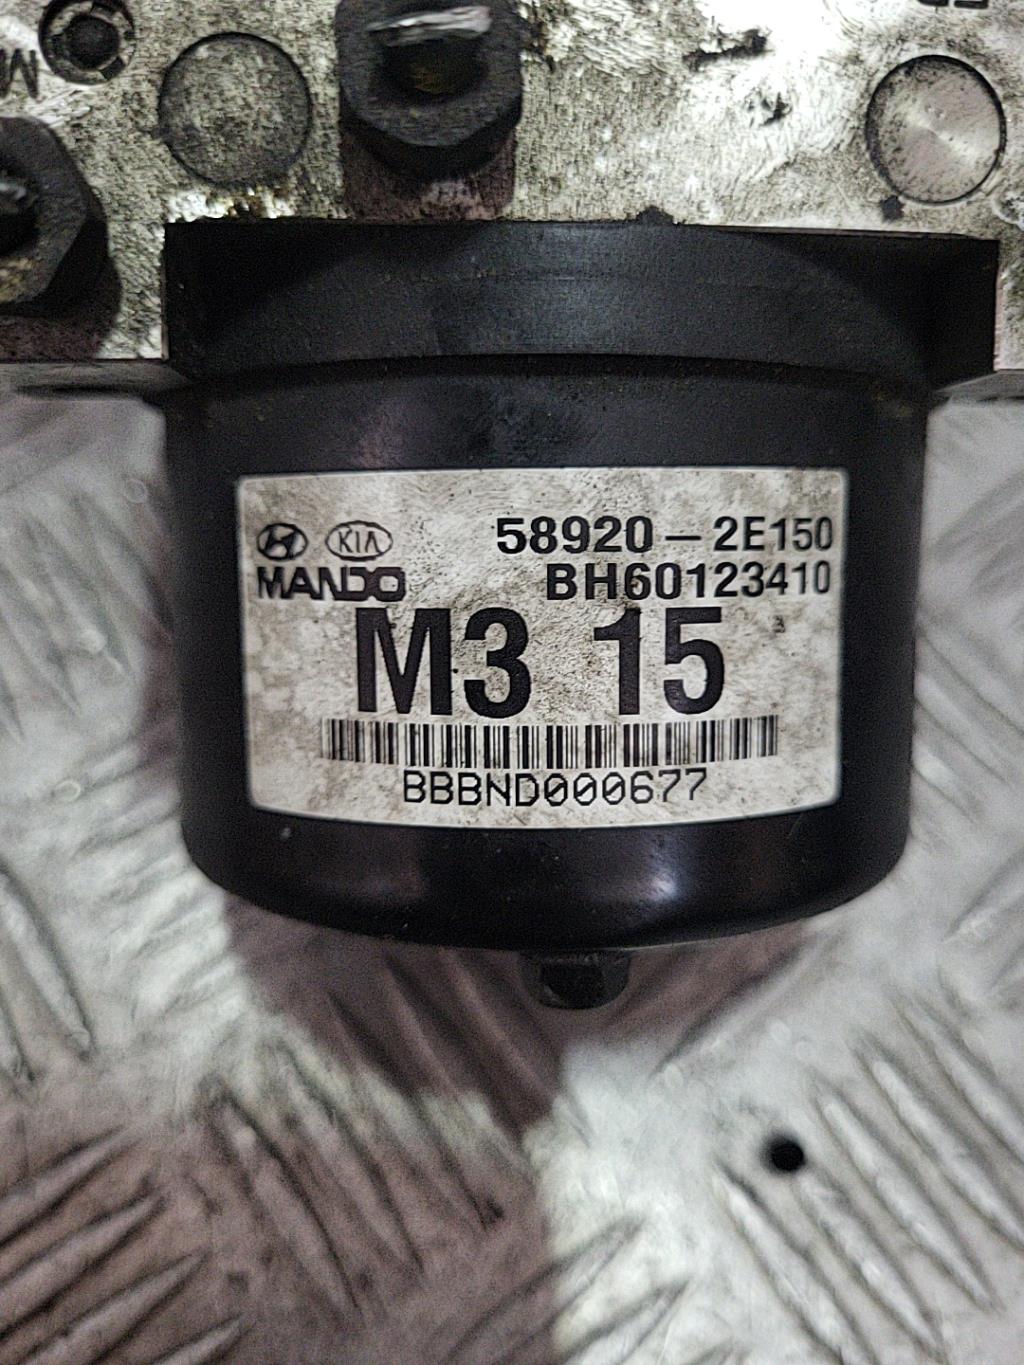 KIA
58920-2E150
MANDO
BH60123410
M3 15
BBBND000677